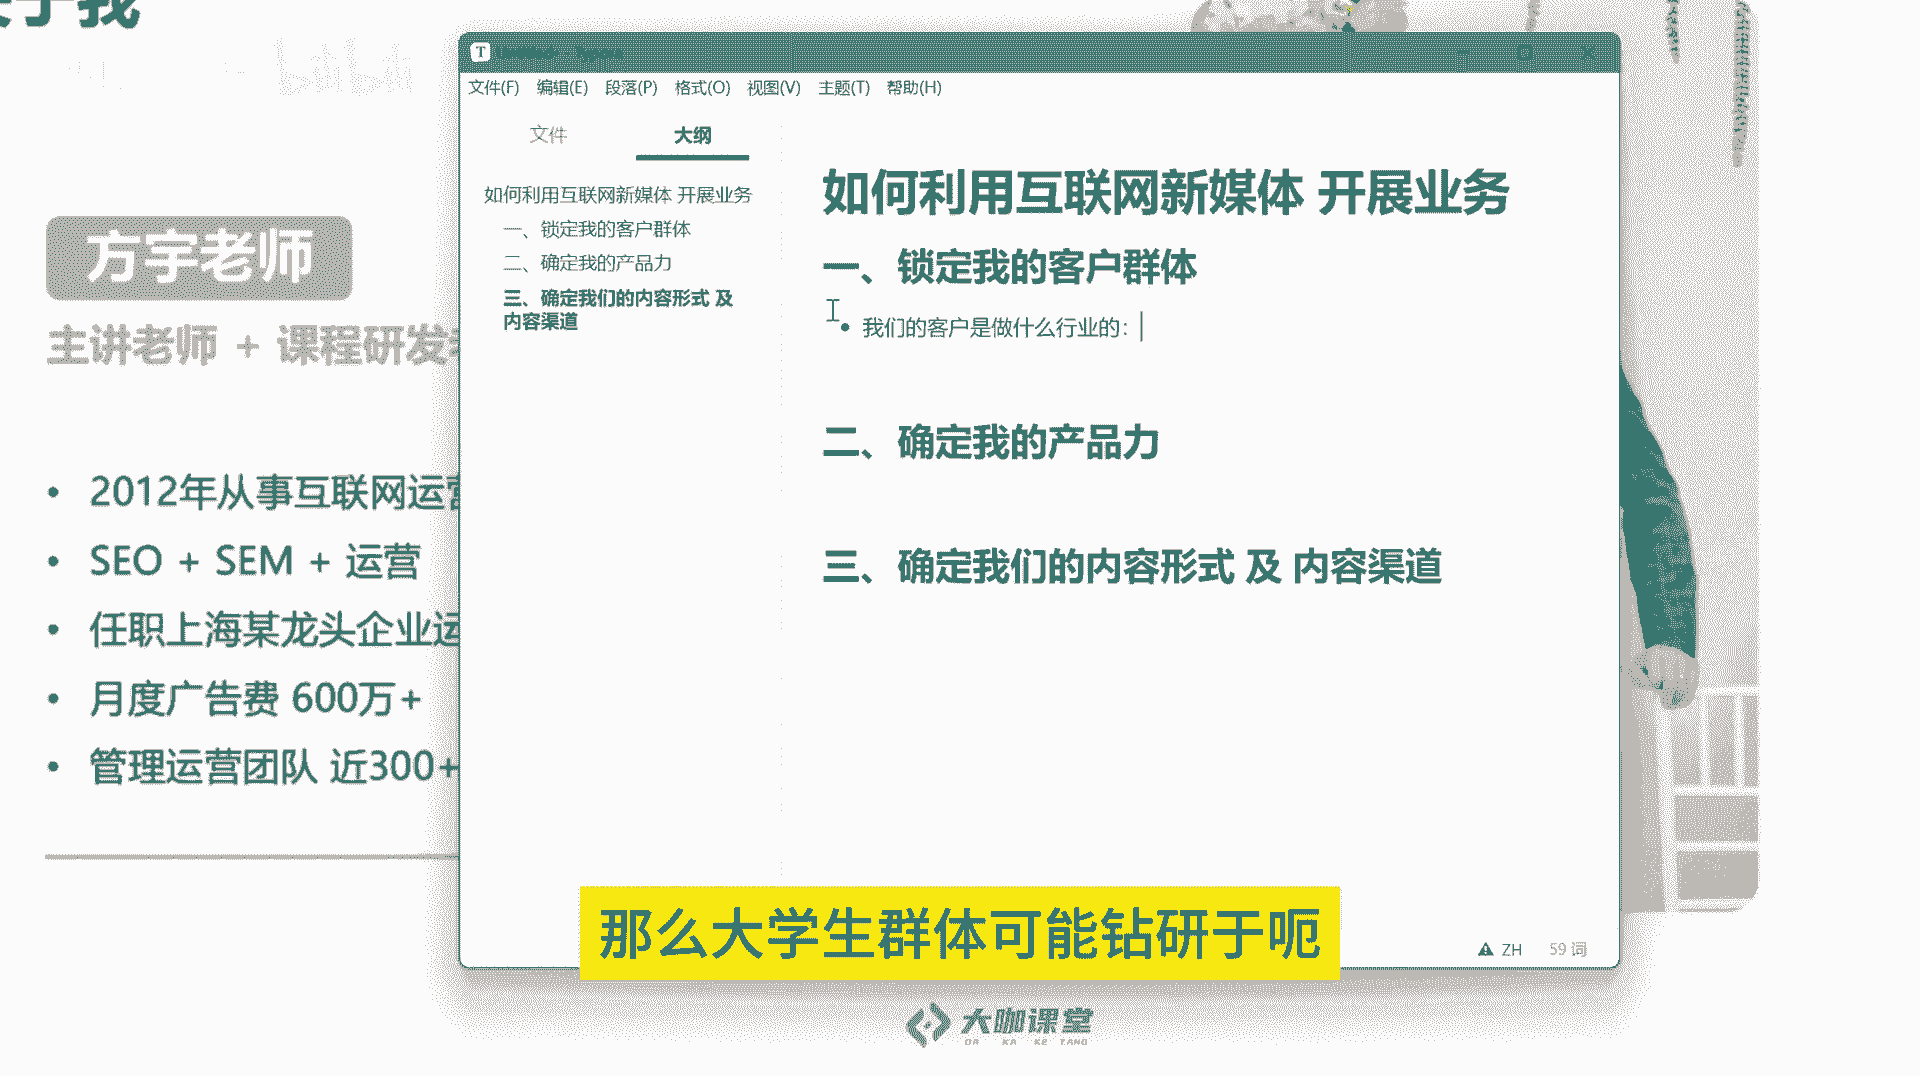 于我
方宇老师
主讲老师 + 课程研发
• 2012年从事互联网运营
• SEO + SEM + 运营
• 任职上海某龙头企业运
• 月度广告费 600万+
• 管理运营团队 近300+
T
文件(F) 编辑(E) 段落(P) 格式(O) 视图(V) 主题(T) 帮助(H)
文件 大纲
如何利用互联网新媒体 开展业务
一、锁定我的客户群体
二、确定我的产品力
三、确定我们的内容形式 及
内容渠道
如何利用互联网新媒体 开展业务
一、锁定我的客户群体
• 我们的客户是做什么行业的：
二、确定我的产品力
三、确定我们的内容形式 及 内容渠道
ZH 59 词
那么大学生群体可能钻研于呃
大咖课堂
DA KA KE TANG